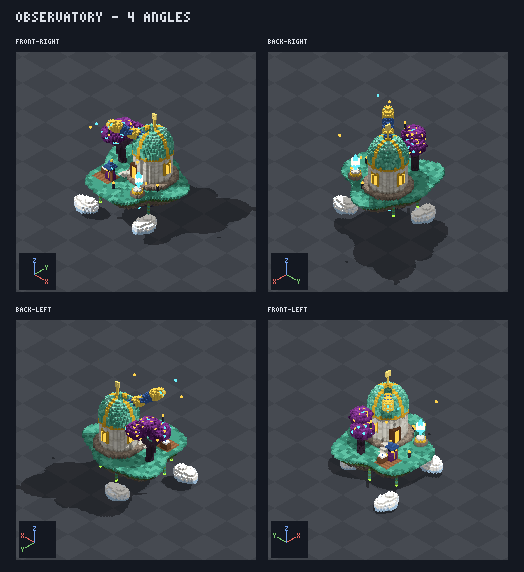 OBSERVATORY - 4 ANGLES
FRONT-RIGHT
BACK-RIGHT
Z
Y
X
Z
X
Y
BACK-LEFT
FRONT-LEFT
Z
X
Y
Z
Y
X